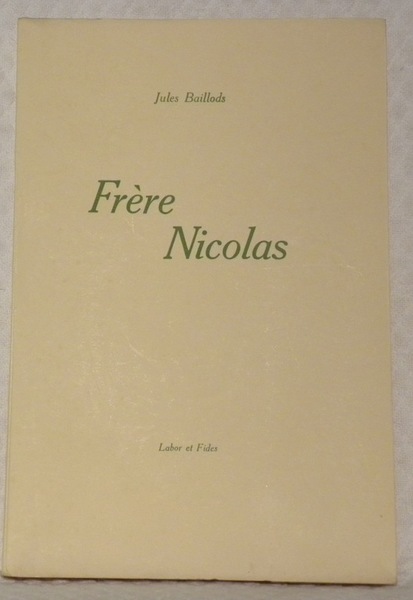 Jules Baillods
Frère
Nicolas
Labor et Fides